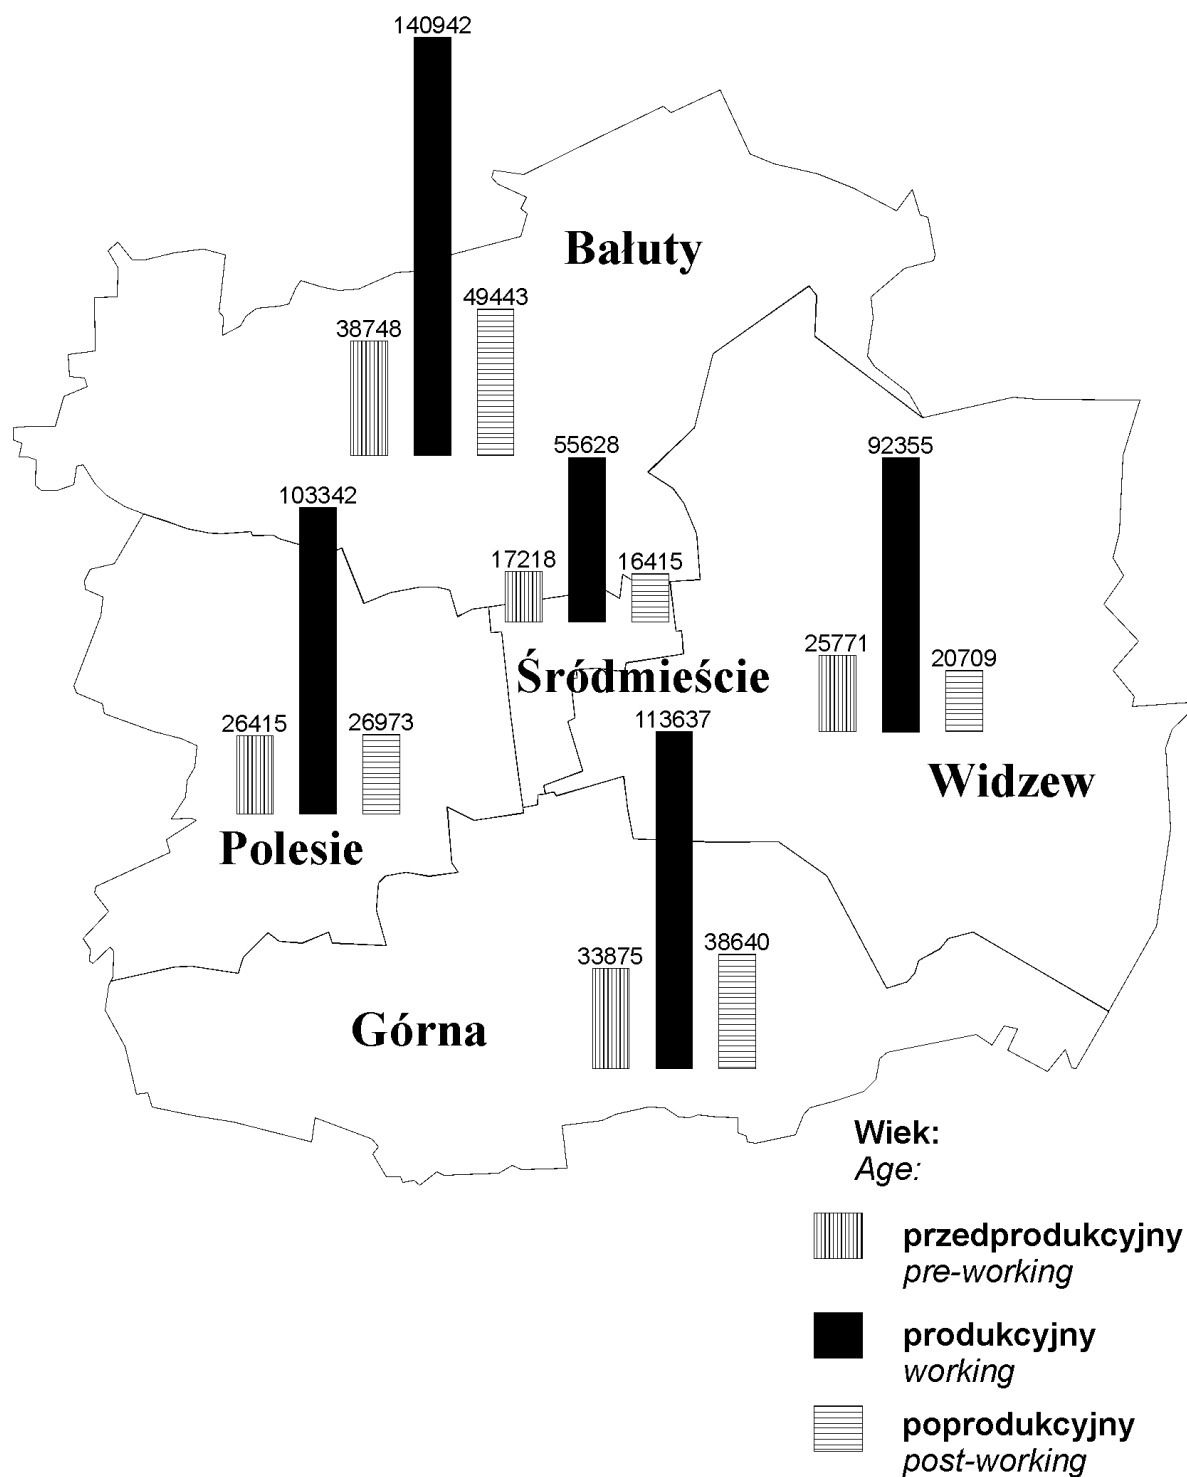 140942
Bałuty
49443
38748
55628
92355
103342
17218
16415
25771
20709
Śródmieście
26415
26973
113637
Widzew
Polesie
33875
38640
Górna
Wiek:
Age:
przedprodukcyjny
pre-working
produkcyjny
working
poprodukcyjny
post-working